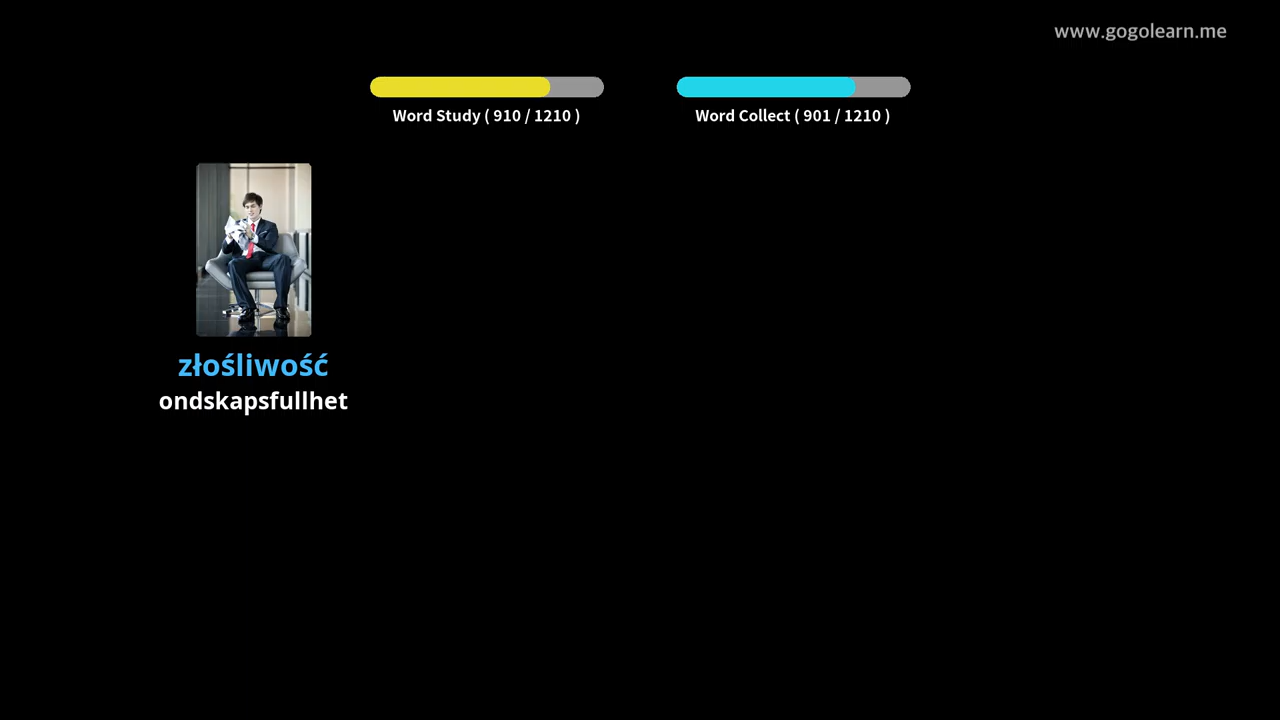 www.gogolearn.me
Word Study ( 910 / 1210 )
Word Collect ( 901 / 1210 )
złośliwość
ondskapsfullhet